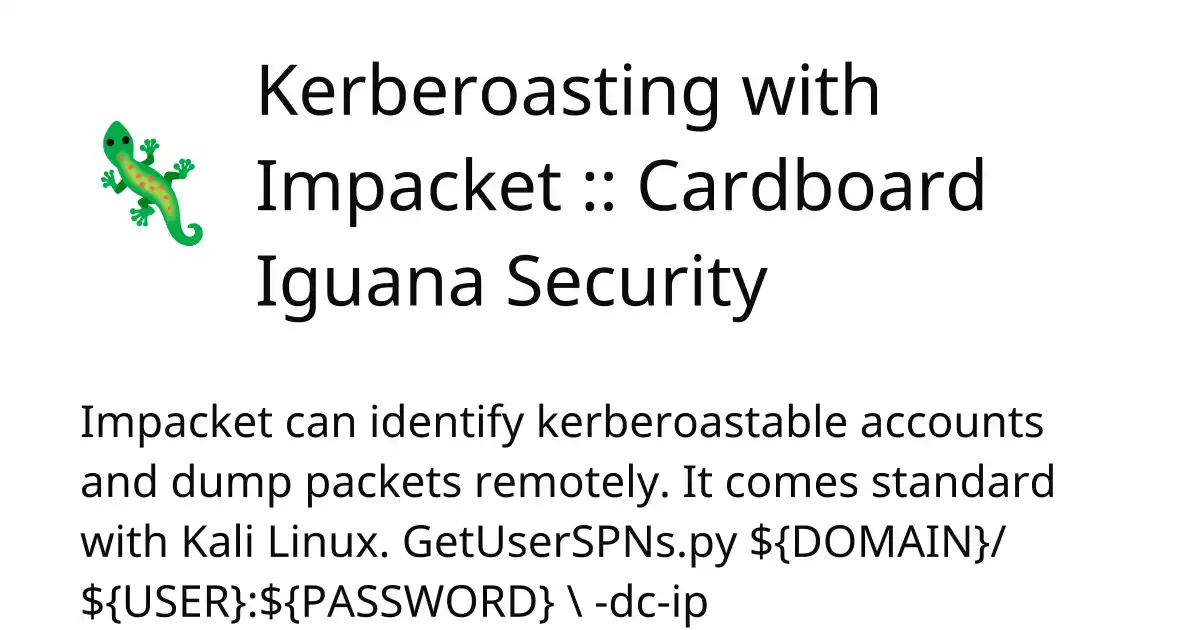 Kerberoasting with
Impacket :: Cardboard
Iguana Security
Impacket can identify kerberoastable accounts
and dump packets remotely. It comes standard
with Kali Linux. GetUserSPNs.py ${DOMAIN}/
${USER}:${PASSWORD} \ -dc-ip